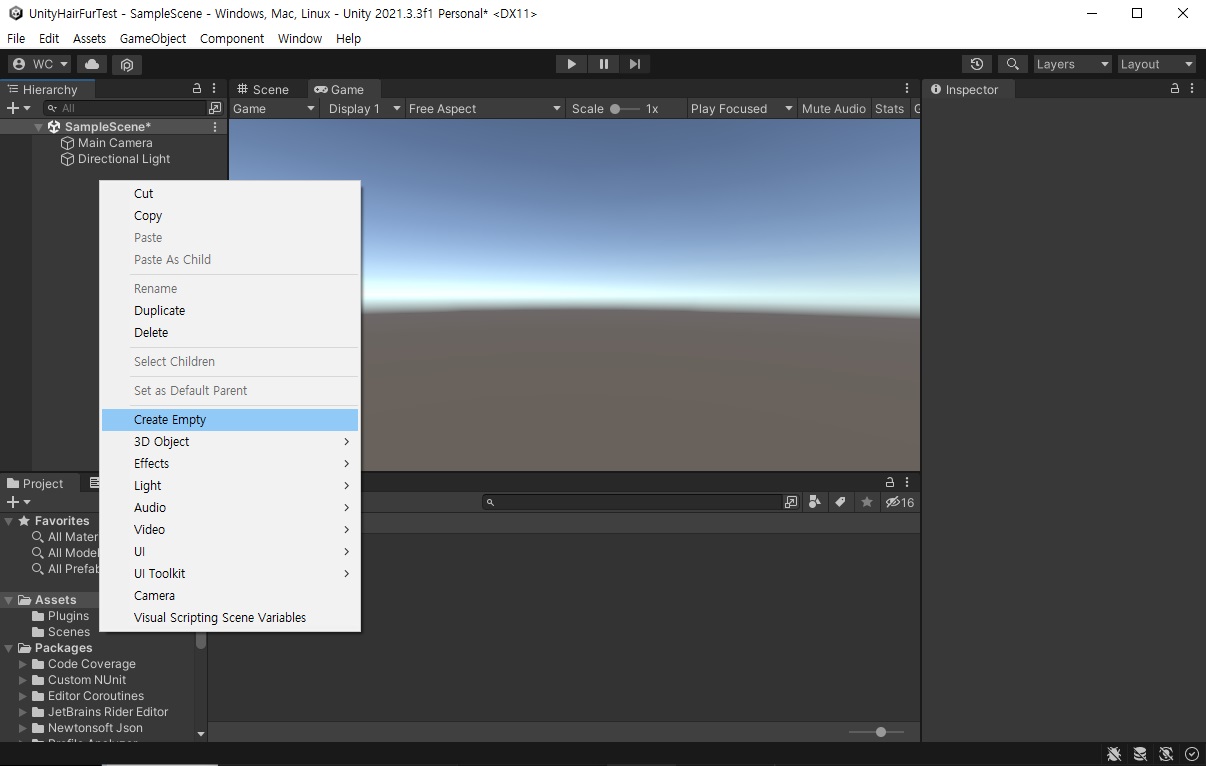 UnityHairFurTest - SampleScene - Windows, Mac, Linux - Unity 2021.3.3f1 Personal* <DX11>
File Edit Assets GameObject Component Window Help
WC Layers Layout
Hierarchy
All
SampleScene*
Main Camera
Directional Light
Scene Game
Game Display 1 Free Aspect Scale 1x Play Focused Mute Audio Stats
Inspector
Cut
Copy
Paste
Paste As Child
Rename
Duplicate
Delete
Select Children
Set as Default Parent
Create Empty
3D Object
Effects
Light
Audio
Video
UI
UI Toolkit
Camera
Visual Scripting Scene Variables
Project
16
Favorites
All Mater
All Model
All Prefab
Assets
Plugins
Scenes
Packages
Code Coverage
Custom NUnit
Editor Coroutines
JetBrains Rider Editor
Newtonsoft Json